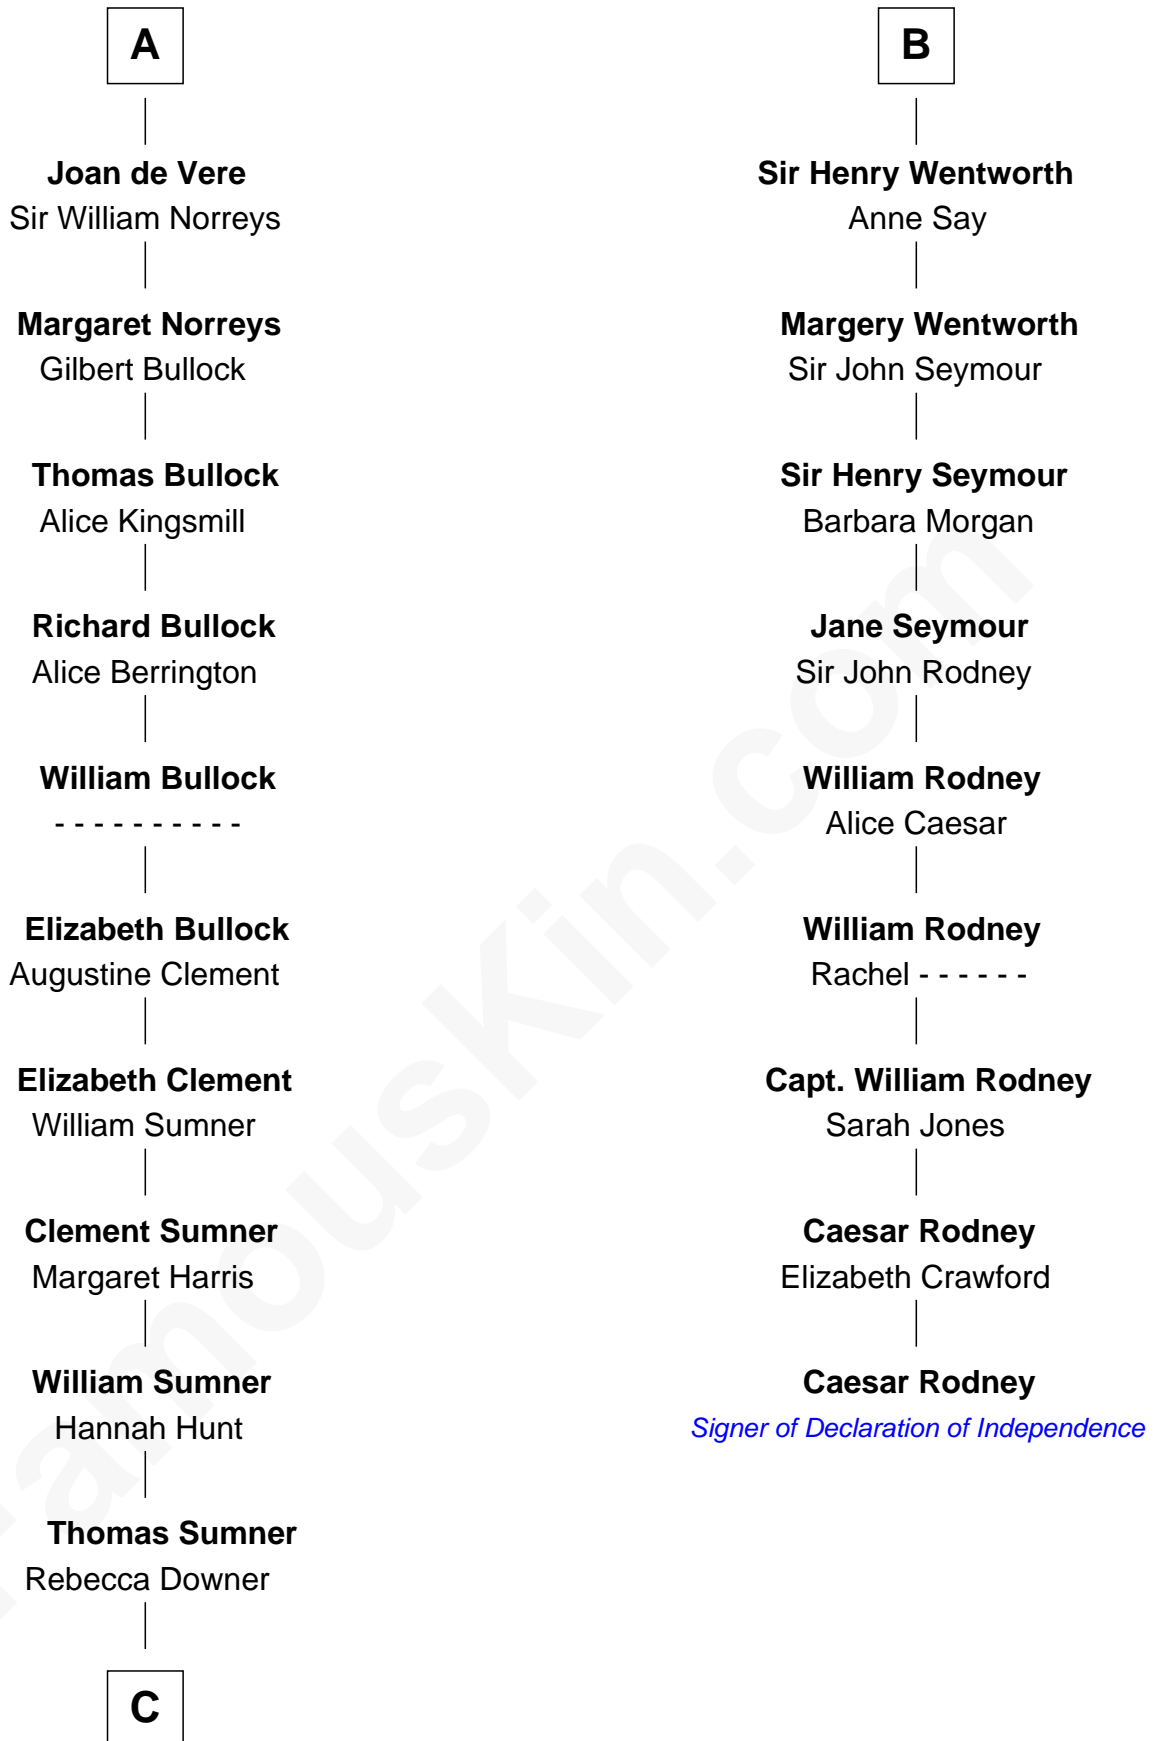 A
Joan de Vere
Sir William Norreys
Margaret Norreys
Gilbert Bullock
Thomas Bullock
Alice Kingsmill
Richard Bullock
Alice Berrington
William Bullock
- - - - - - - - - -
Elizabeth Bullock
Augustine Clement
Elizabeth Clement
William Sumner
Clement Sumner
Margaret Harris
William Sumner
Hannah Hunt
Thomas Sumner
Rebecca Downer
C
B
Sir Henry Wentworth
Anne Say
Margery Wentworth
Sir John Seymour
Sir Henry Seymour
Barbara Morgan
Jane Seymour
Sir John Rodney
William Rodney
Alice Caesar
William Rodney
Rachel - - - - - -
Capt. William Rodney
Sarah Jones
Caesar Rodney
Elizabeth Crawford
Caesar Rodney
Signer of Declaration of Independence
FamousKin.com